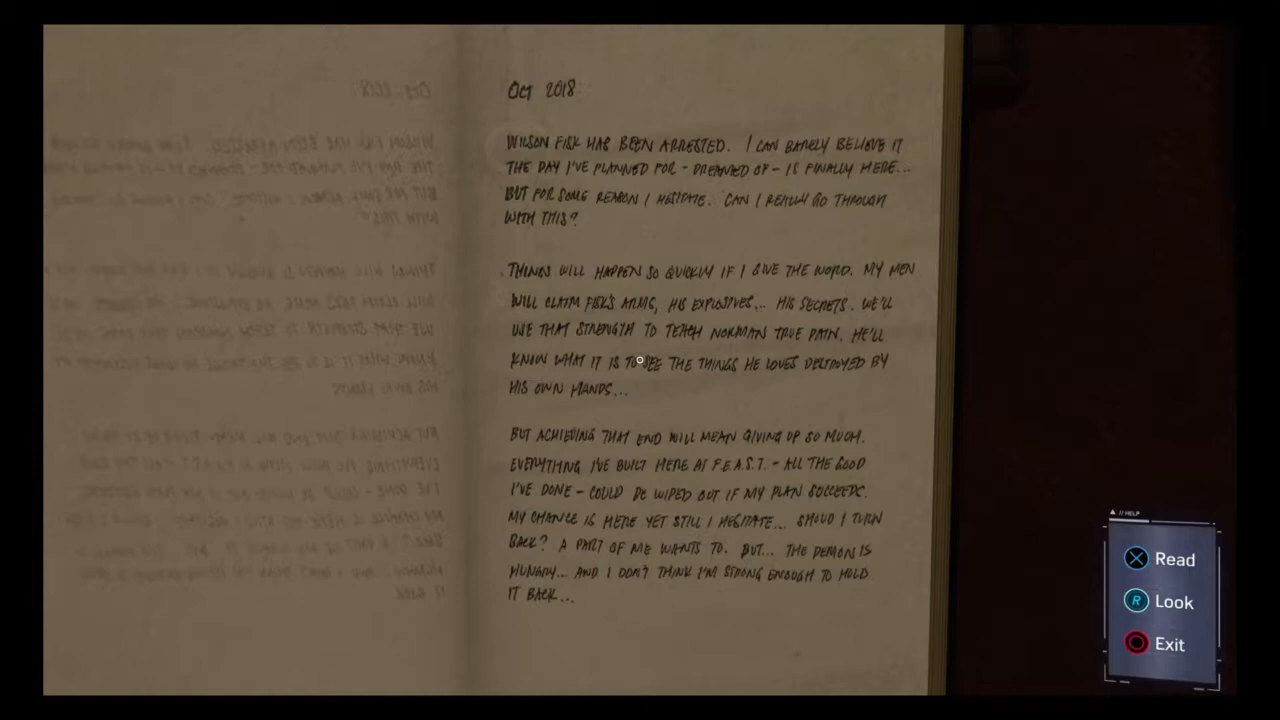 OCT 2018
WILSON FISK HAS BEEN ARRESTED. I CAN BARELY BELIEVE IT
THE DAY I'VE PLANNED FOR - DREAMED OF - IS FINALLY HERE...
BUT FOR SOME REASON I HESITATE. CAN I REALLY GO THROUGH
WITH THIS?
THINGS WILL HAPPEN SO QUICKLY IF I GIVE THE WORD. MY MEN
WILL CLAIM FISK'S ARMS, HIS EXPLOSIVES... HIS SECRETS. WE'LL
USE THAT STRENGTH TO TEACH NORMAN TRUE PAIN. HE'LL
KNOW WHAT IT IS TO SEE THE THINGS HE LOVES DESTROYED BY
HIS OWN HANDS...
BUT ACHIEVING THAT END WILL MEAN GIVING UP SO MUCH.
EVERYTHING I'VE BUILT HERE AT F.E.A.S.T. - ALL THE GOOD
I'VE DONE - COULD BE WIPED OUT IF MY PLAN SUCCEEDS.
MY CHANCE IS HERE YET STILL I HESITATE... SHOUD I TURN
BACK? A PART OF ME WANTS TO. BUT... THE DEMON IS
HUNGRY... AND I DON'T THINK I'M STRONG ENOUGH TO HOLD
IT BACK...
// HELP
Read
R Look
Exit